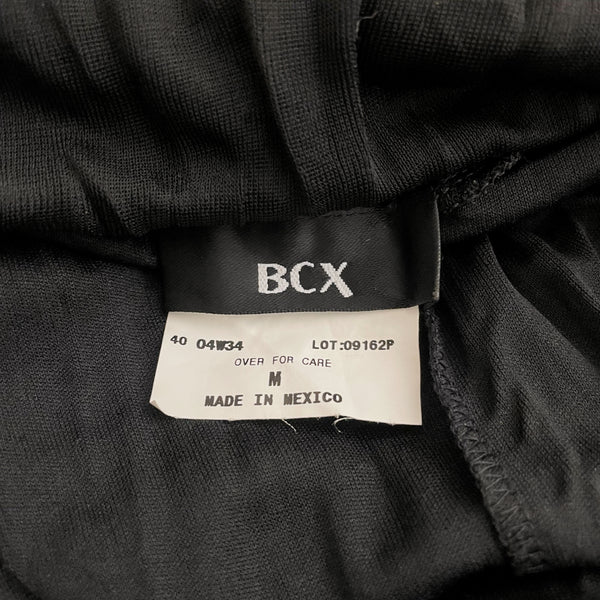 BCX
40 04W34 LOT:09162P
OVER FOR CARE
M
MADE IN MEXICO